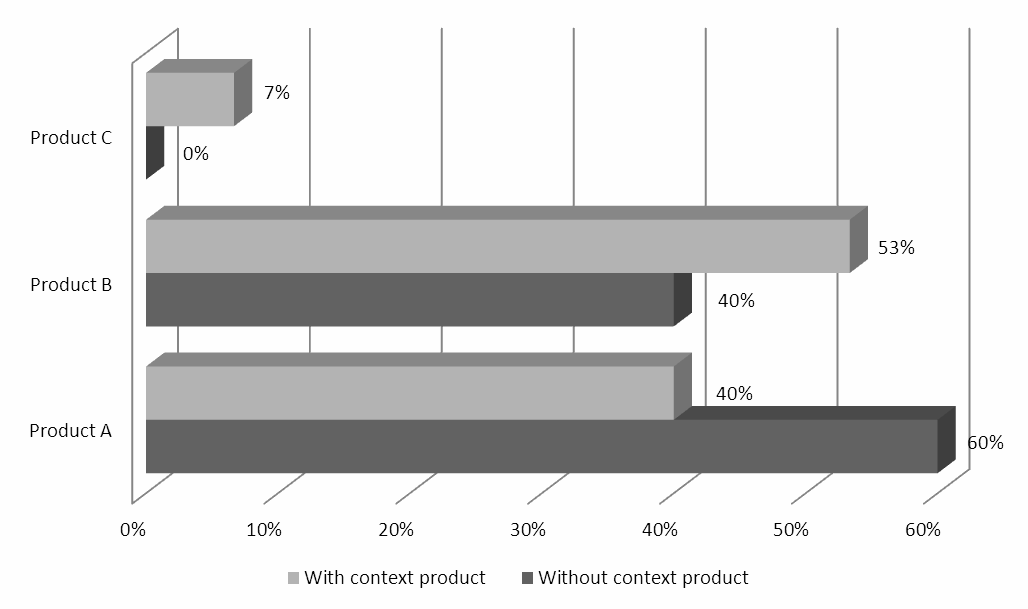 7%
Product C
0%
53%
Product B
40%
40%
Product A
60%
0% 10% 20% 30% 40% 50% 60%
With context product Without context product